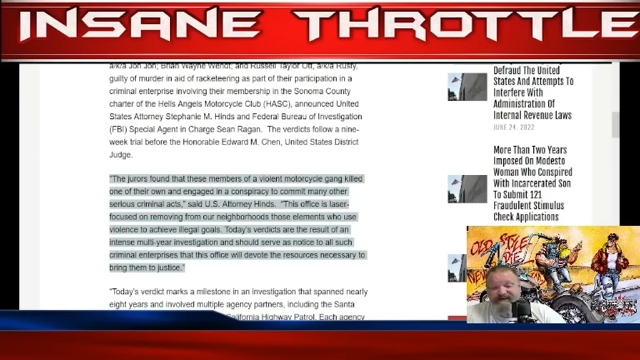 INSANE THROTTLE
a/k/a Jon Jon; Brian Wayne Wendt; and Russell Taylor Ott, a/k/a Rusty,
guilty of murder in aid of racketeering as part of their participation in a
criminal enterprise involving their membership in the Sonoma County
charter of the Hells Angels Motorcycle Club (HASC), announced United
States Attorney Stephanie M. Hinds and Federal Bureau of Investigation
(FBI) Special Agent in Charge Sean Ragan. The verdicts follow a nine-
week trial before the Honorable Edward M. Chen, United States District
Judge.
"The jurors found that these members of a violent motorcycle gang killed
one of their own and engaged in a conspiracy to commit many other
serious criminal acts," said U.S. Attorney Hinds. "This office is laser-
focused on removing from our neighborhoods those elements who use
violence to achieve illegal goals. Today's verdicts are the result of an
intense multi-year investigation and should serve as notice to all such
criminal enterprises that this office will devote the resources necessary to
bring them to justice."
"Today's verdict marks a milestone in an investigation that spanned nearly
eight years and involved multiple agency partners, including the Santa
California Highway Patrol. Each agency
Defraud The United
States And Attempts To
Interfere With
Administration Of
Internal Revenue Laws
JUNE 24, 2022
More Than Two Years
Imposed On Modesto
Woman Who Conspired
With Incarcerated Son
To Submit 121
Fraudulent Stimulus
Check Applications
OLD STYLE